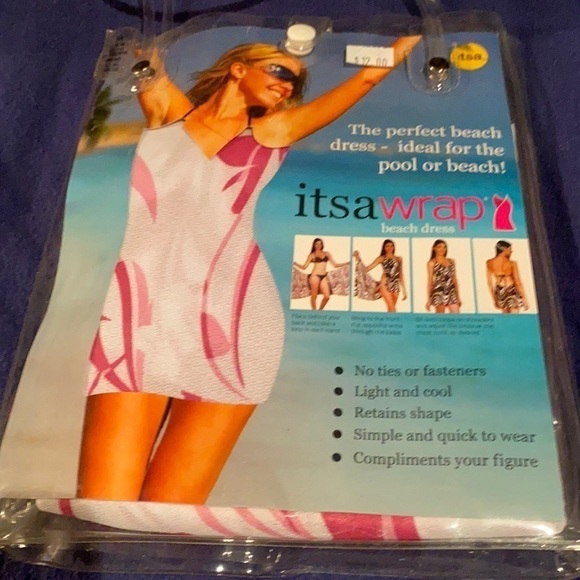 $12.00
itsa.
The perfect beach
dress - ideal for the
pool or beach!
itsawrap
beach dress
No ties or fasteners
Light and cool
Retains shape
Simple and quick to wear
Compliments your figure